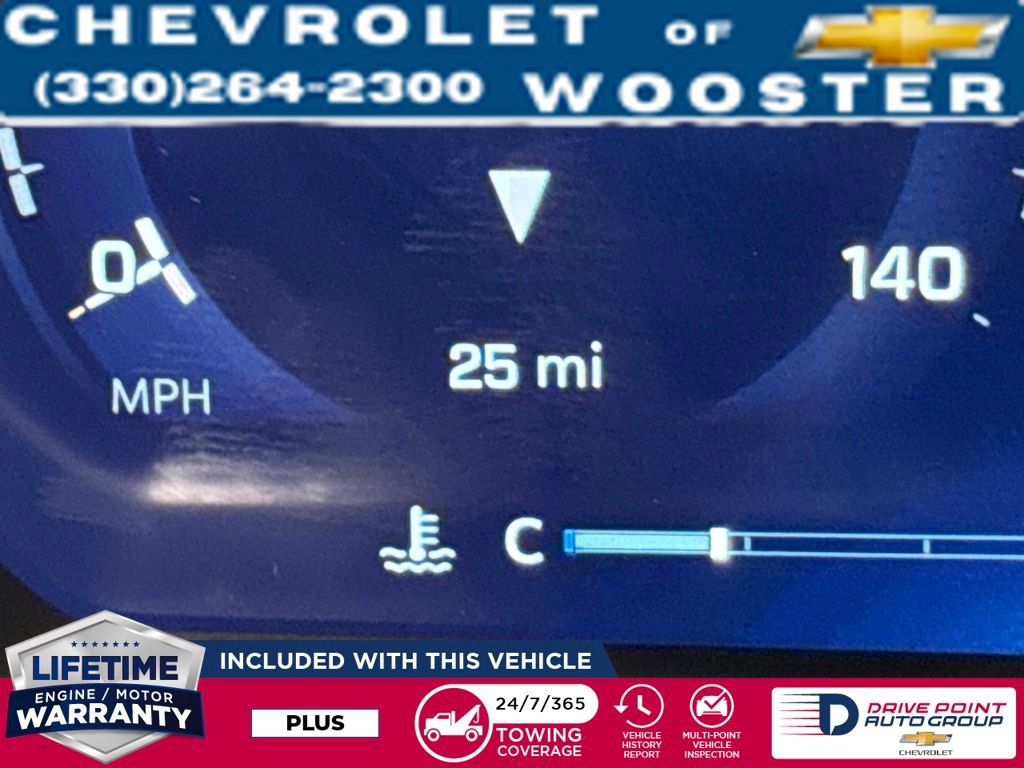 CHEVROLET OF
(330)264-2300 WOOSTER
0
140
25 mi
MPH
C
LIFETIME
ENGINE / MOTOR
WARRANTY
INCLUDED WITH THIS VEHICLE
PLUS
24/7/365
TOWING
COVERAGE
VEHICLE
HISTORY
REPORT
MULTI-POINT
VEHICLE
INSPECTION
DRIVE POINT
AUTO GROUP
CHEVROLET